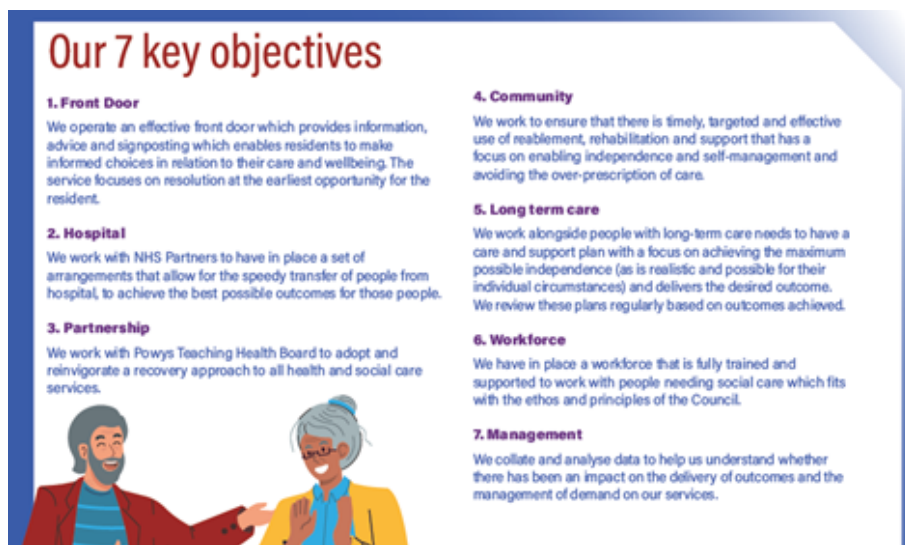 Our 7 key objectives
1. Front Door
We operate an effective front door which provides information,
advice and signposting which enables residents to make
informed choices in relation to their care and wellbeing. The
service focuses on resolution at the earliest opportunity for the
resident.
2. Hospital
We work with NHS Partners to have in place a set of
arrangements that allow for the speedy transfer of people from
hospital, to achieve the best possible outcomes for those people.
3. Partnership
We work with Powys Teaching Health Board to adopt and
reinvigorate a recovery approach to all health and social care
services.
4. Community
We work to ensure that there is timely, targeted and effective
use of reablement, rehabilitation and support that has a
focus on enabling independence and self-management and
avoiding the over-prescription of care.
5. Long term care
We work alongside people with long-term care needs to have a
care and support plan with a focus on achieving the maximum
possible independence (as is realistic and possible for their
individual circumstances) and delivers the desired outcome.
We review these plans regularly based on outcomes achieved.
6. Workforce
We have in place a workforce that is fully trained and
supported to work with people needing social care which fits
with the ethos and principles of the Council.
7. Management
We collate and analyse data to help us understand whether
there has been an impact on the delivery of outcomes and the
management of demand on our services.